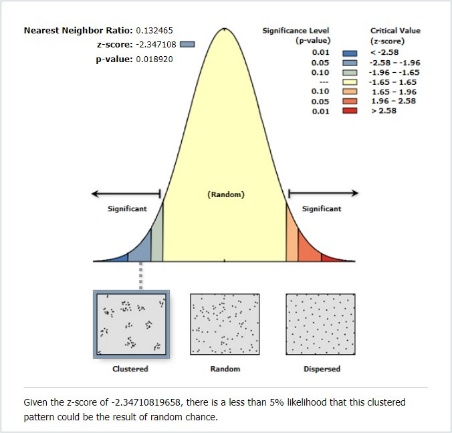 Nearest Neighbor Ratio: 0.132465
z-score: -2.347108
p-value: 0.018920
Significance Level (p-value)
Critical Value (z-score)
0.01 < -2.58
0.05 -2.58 – -1.96
0.10 -1.96 – -1.65
--- -1.65 – 1.65
0.10 1.65 – 1.96
0.05 1.96 – 2.58
0.01 > 2.58
Significant
(Random)
Significant
Clustered
Random
Dispersed
Given the z-score of -2.34710819658, there is a less than 5% likelihood that this clustered
pattern could be the result of random chance.